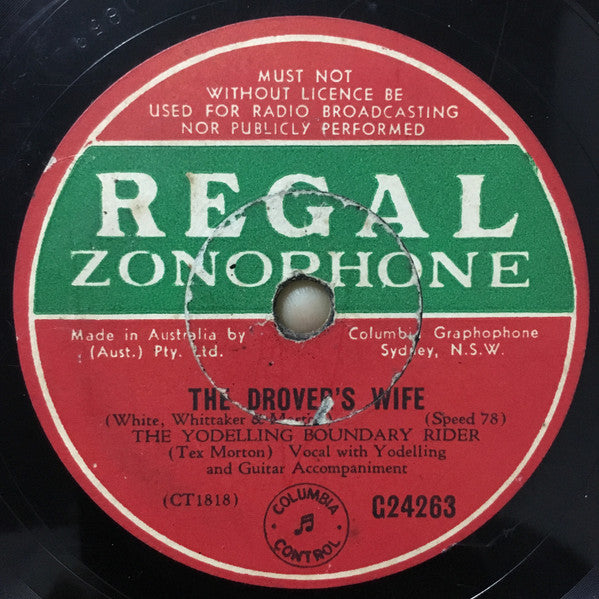 MUST NOT
WITHOUT LICENCE BE
USED FOR RADIO BROADCASTING
NOR PUBLICLY PERFORMED
REGAL
ZONOPHONE
Made in Australia by Columbia Graphophone
(Aust.) Pty. Ltd. Sydney, N.S.W.
THE DROVER'S WIFE
(White, Whittaker & (Speed 78)
THE YODELLING BOUNDARY RIDER
(Tex Morton) Vocal with Yodelling
and Guitar Accompaniment
(CT1818)
COLUMBIA
CONTROL
G24263